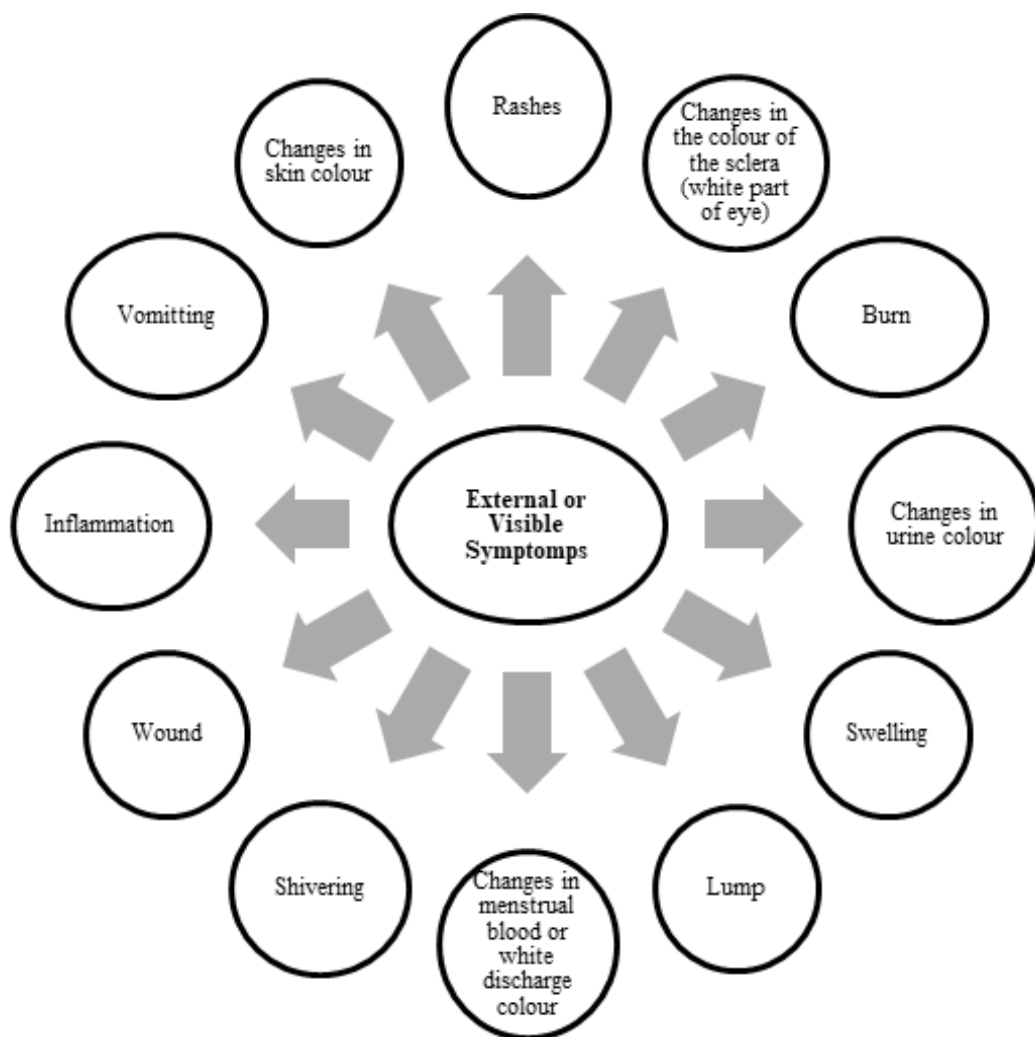 Rashes
Changes in
the colour of
the sclera
(white part
of eye)
Burn
Changes in
urine colour
Swelling
Lump
Changes in
menstrual
blood or
white
discharge
colour
Shivering
Wound
Inflammation
Vomitting
Changes in
skin colour
External or
Visible
Symptomps